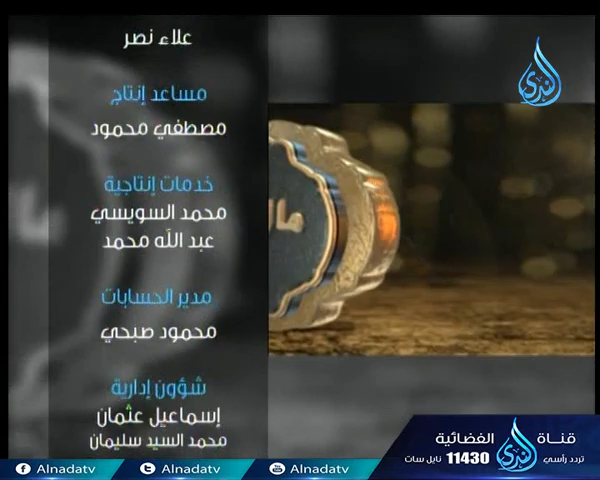 علاء نصر
مساعد إنتاج
مصطفي محمود
خدمات إنتاجية
محمد السويسي
عبد الله محمد
مدير الحسابات
محمود صبحي
شؤون إدارية
إسماعيل عثمان
محمد السيد سليمان
الندى
قناة الندى الفضائية
تردد رأسي 11430 نايل سات
Alnadatv
Alnadatv
Alnadatv